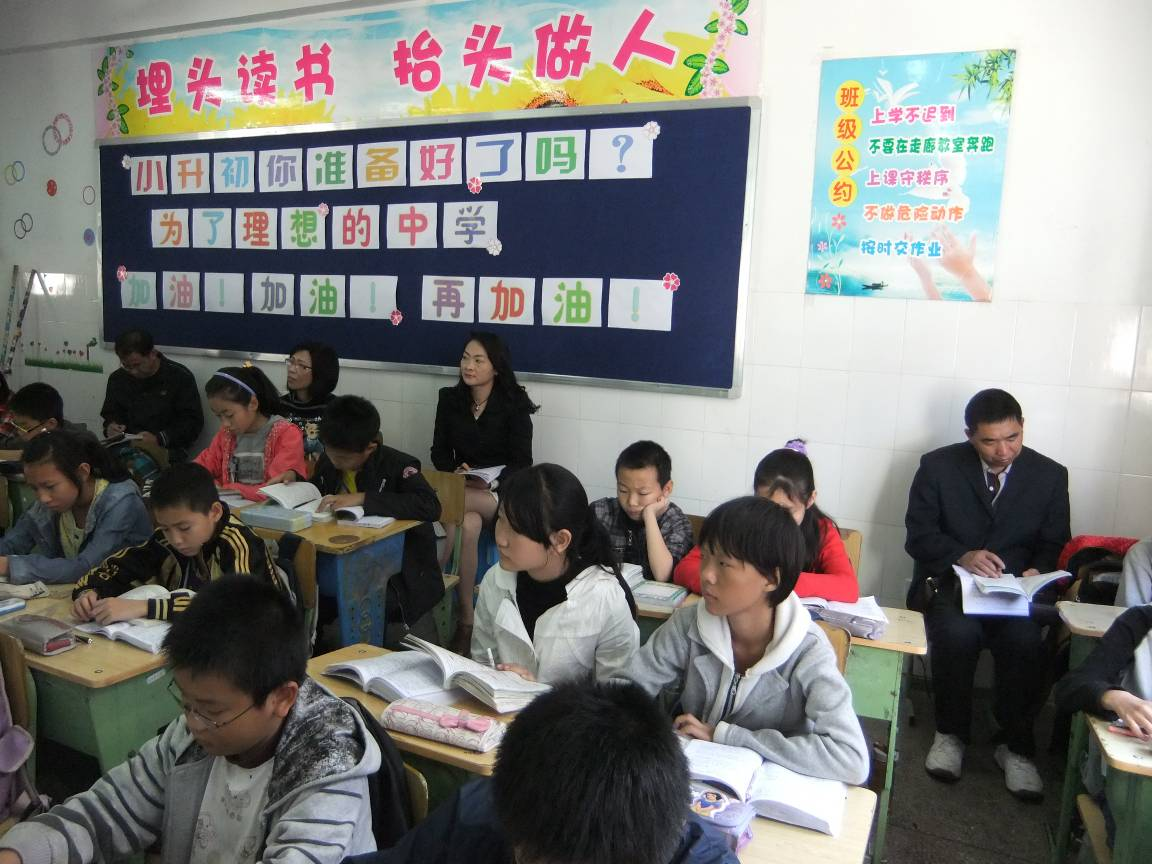 埋头读书 抬头做人
小升初你准备好了吗?
为了理想的中学
加油!加油! 再加油!
班级公约
上学不迟到
不要在走廊教室奔跑
上课守秩序
不做危险动作
按时交作业